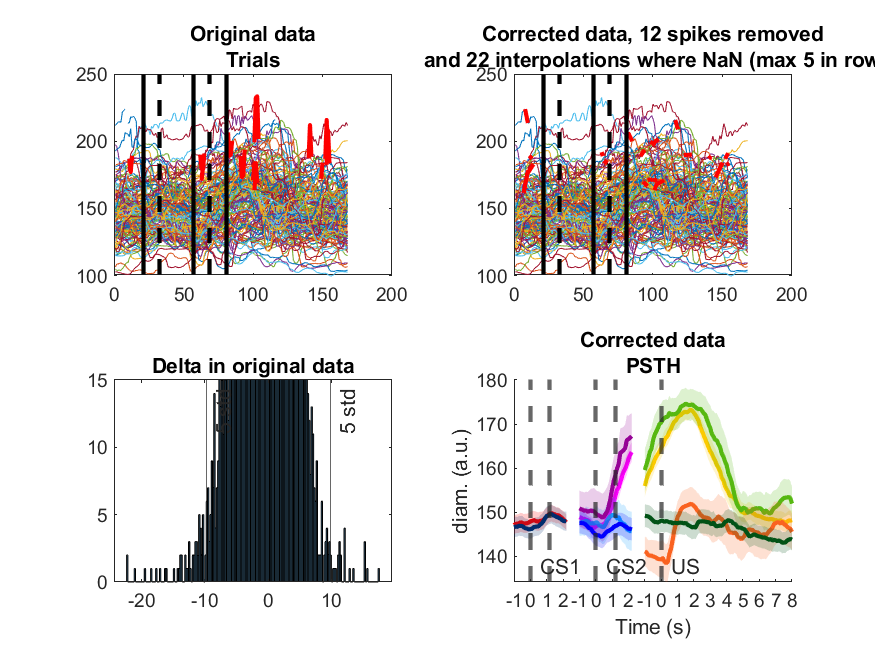 Original data
Trials
250
200
150
100
0
50
100
150
200
Corrected data, 12 spikes removed
and 22 interpolations where NaN (max 5 in row
250
200
150
100
0
50
100
150
200
Delta in original data
15
10
5
0
-20
-10
0
10
5 std
Corrected data
PSTH
180
170
160
150
140
diam. (a.u.)
CS1
CS2
US
-1 0 1 2 -1 0 1 2 -1 0 1 2 3 4 5 6 7 8
Time (s)